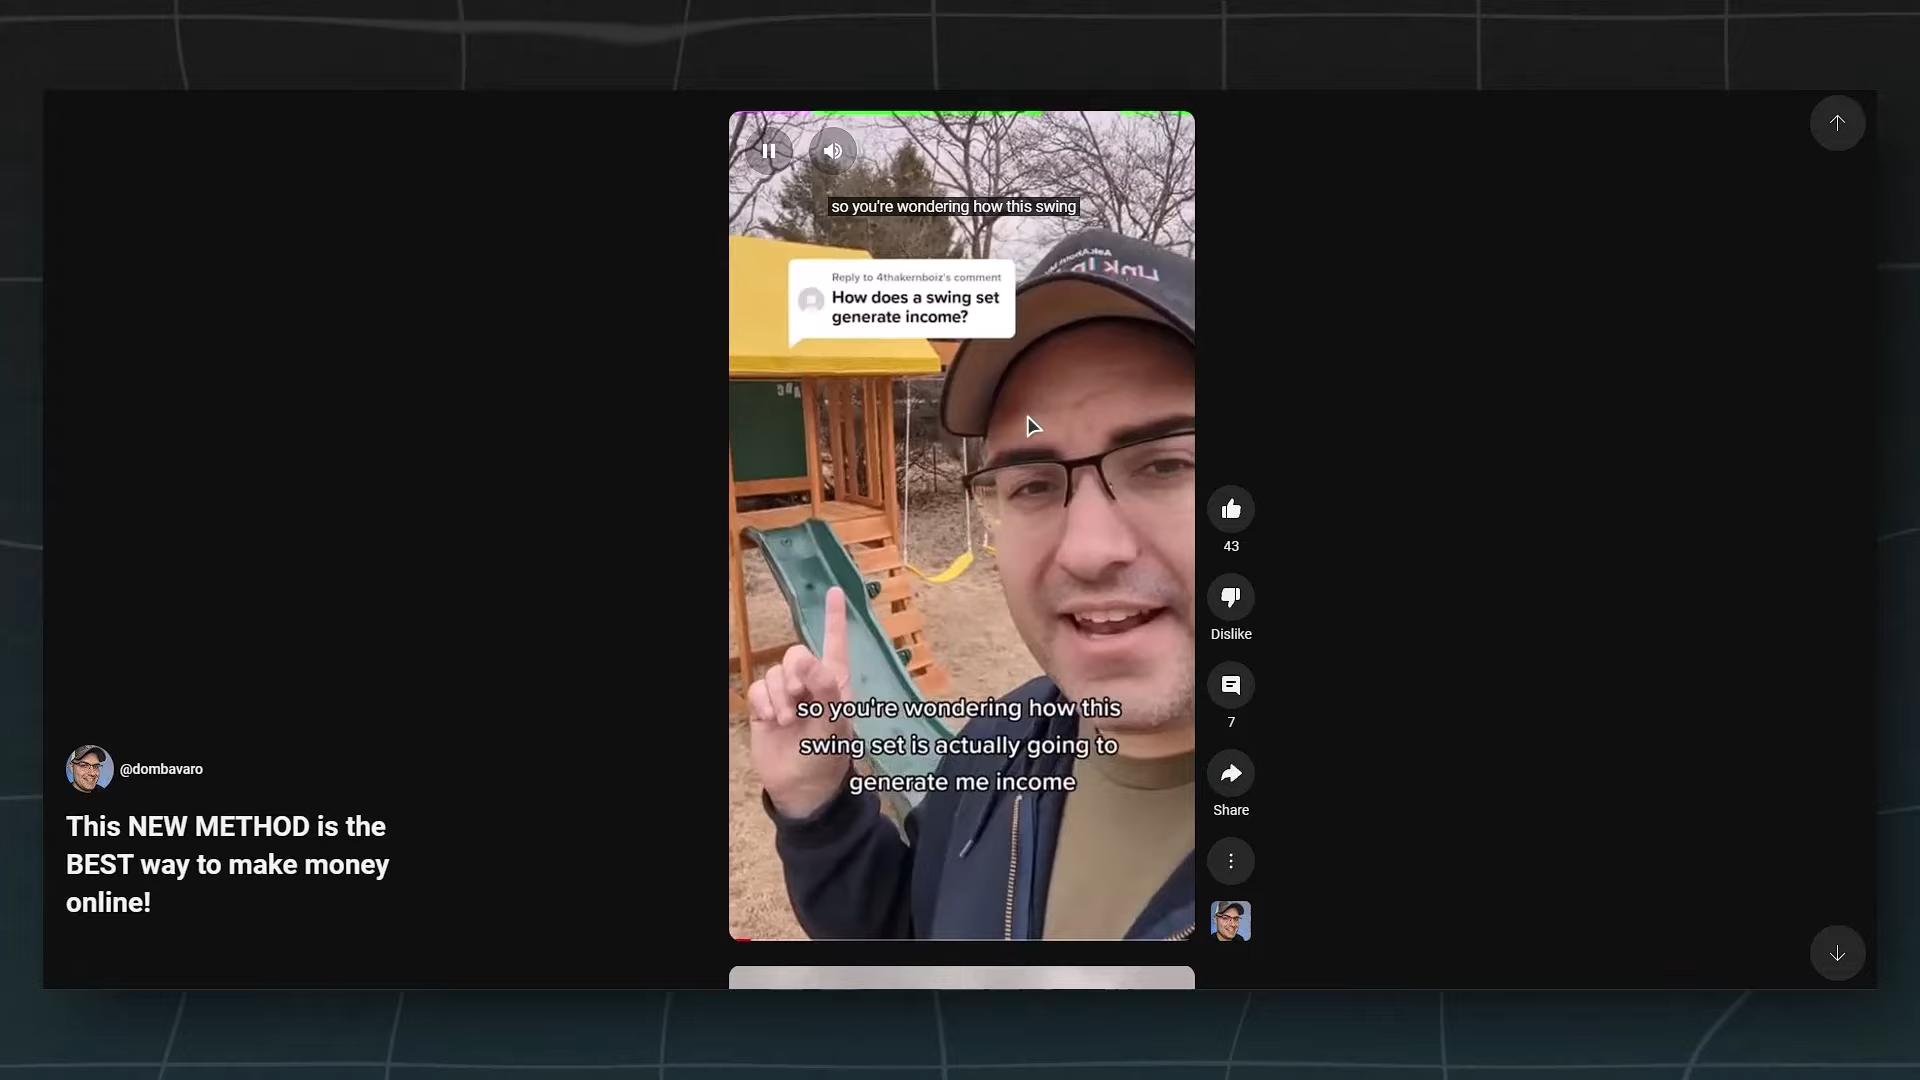 so you're wondering how this swing
Reply to 4thakernboiz's comment
How does a swing set
generate income?
Link In
so you're wondering how this
swing set is actually going to
generate me income
43
Dislike
7
Share
@dombavaro
This NEW METHOD is the
BEST way to make money
online!